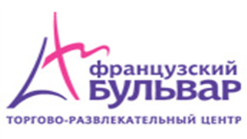 французский
БУЛЬВАР
ТОРГОВО-РАЗВЛЕКАТЕЛЬНЫЙ ЦЕНТР